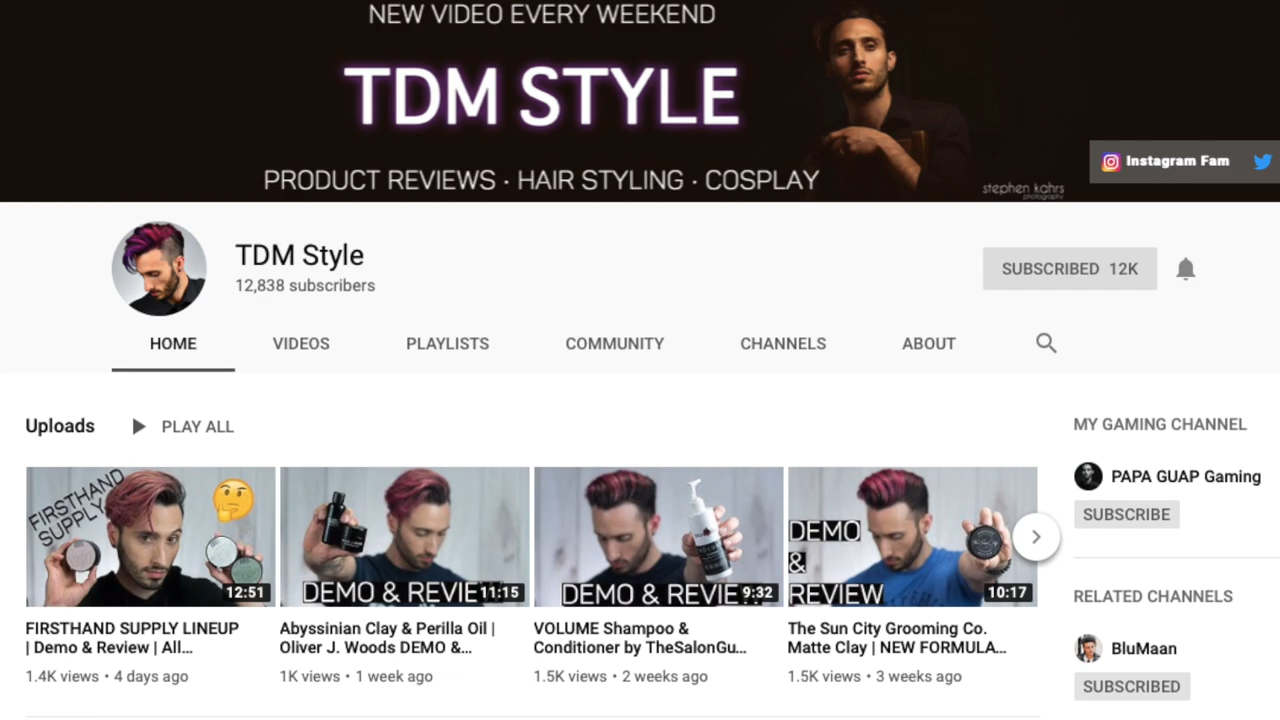 NEW VIDEO EVERY WEEKEND
TDM STYLE
PRODUCT REVIEWS · HAIR STYLING · COSPLAY
stephen kahrs
photography
Instagram Fam
TDM Style
12,838 subscribers
SUBSCRIBED 12K
HOME VIDEOS PLAYLISTS COMMUNITY CHANNELS ABOUT
Uploads PLAY ALL
FIRSTHAND
SUPPLY
12:51
FIRSTHAND SUPPLY LINEUP
| Demo & Review | All...
1.4K views • 4 days ago
DEMO & REVIE
11:15
Abyssinian Clay & Perilla Oil |
Oliver J. Woods DEMO &...
1K views • 1 week ago
DEMO & REVIE
9:32
VOLUME Shampoo &
Conditioner by TheSalonGu...
1.5K views • 2 weeks ago
DEMO
&
REVIEW
10:17
The Sun City Grooming Co.
Matte Clay | NEW FORMULA...
1.5K views • 3 weeks ago
MY GAMING CHANNEL
PAPA GUAP Gaming
SUBSCRIBE
RELATED CHANNELS
BluMaan
SUBSCRIBED